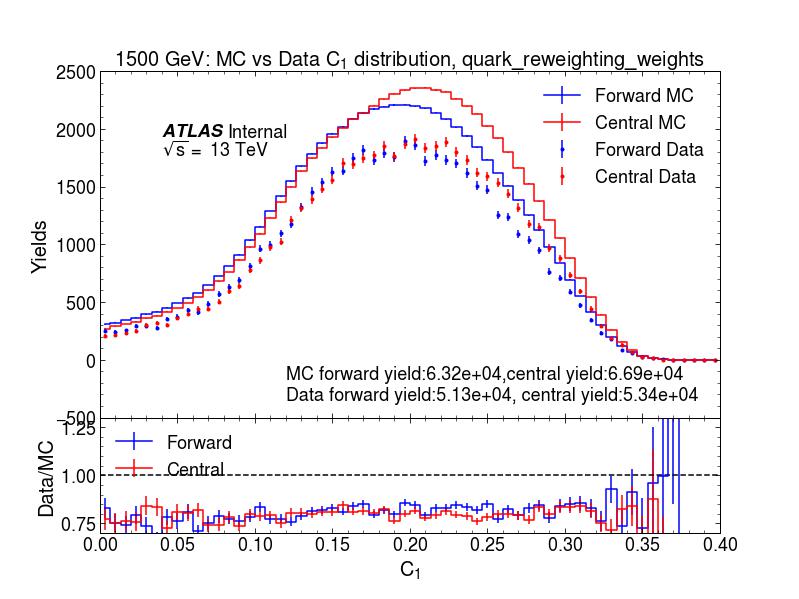 1500 GeV: MC vs Data C₁ distribution, quark_reweighting_weights
2500
2000
1500
1000
500
0
−500
Yields
ATLAS Internal
√s = 13 TeV
Forward MC
Central MC
Forward Data
Central Data
MC forward yield:6.32e+04,central yield:6.69e+04
Data forward yield:5.13e+04, central yield:5.34e+04
1.25
1.00
0.75
Data/MC
Forward
Central
0.00 0.05 0.10 0.15 0.20 0.25 0.30 0.35 0.40
C₁